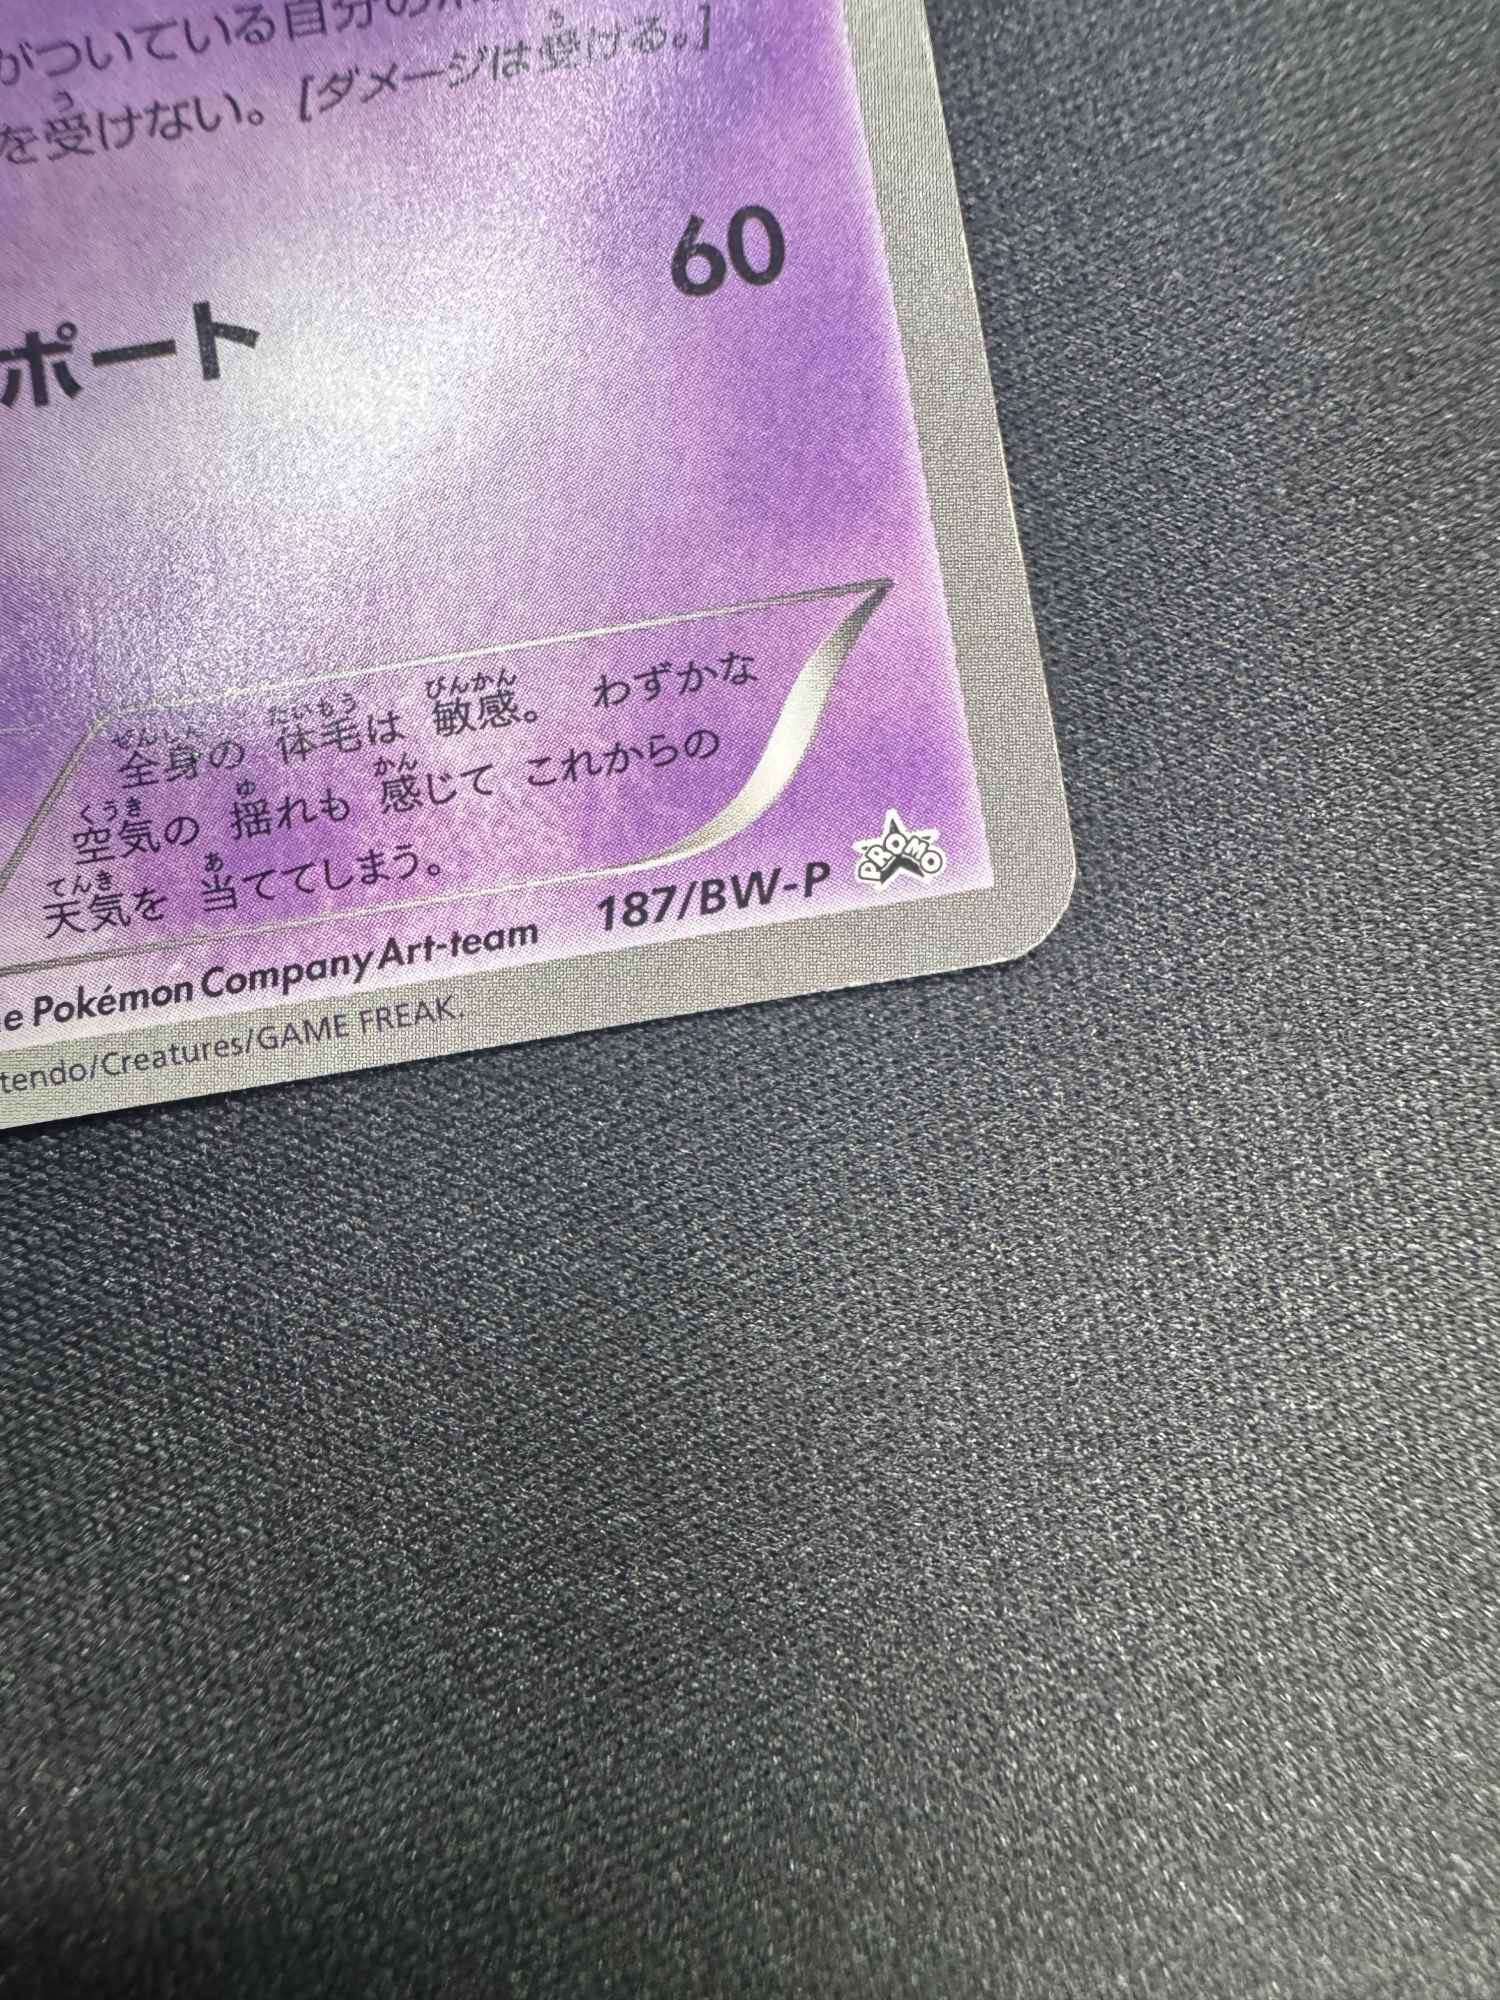 がついている自分の
を受けない。[ダメージは受ける。]
60
ポート
全身の 体毛は 敏感。 わずかな
空気の 揺れも 感じて これからの
天気を 当ててしまう。
Pokémon Company Art-team 187/BW-P PROMO
tendo/Creatures/GAME FREAK.